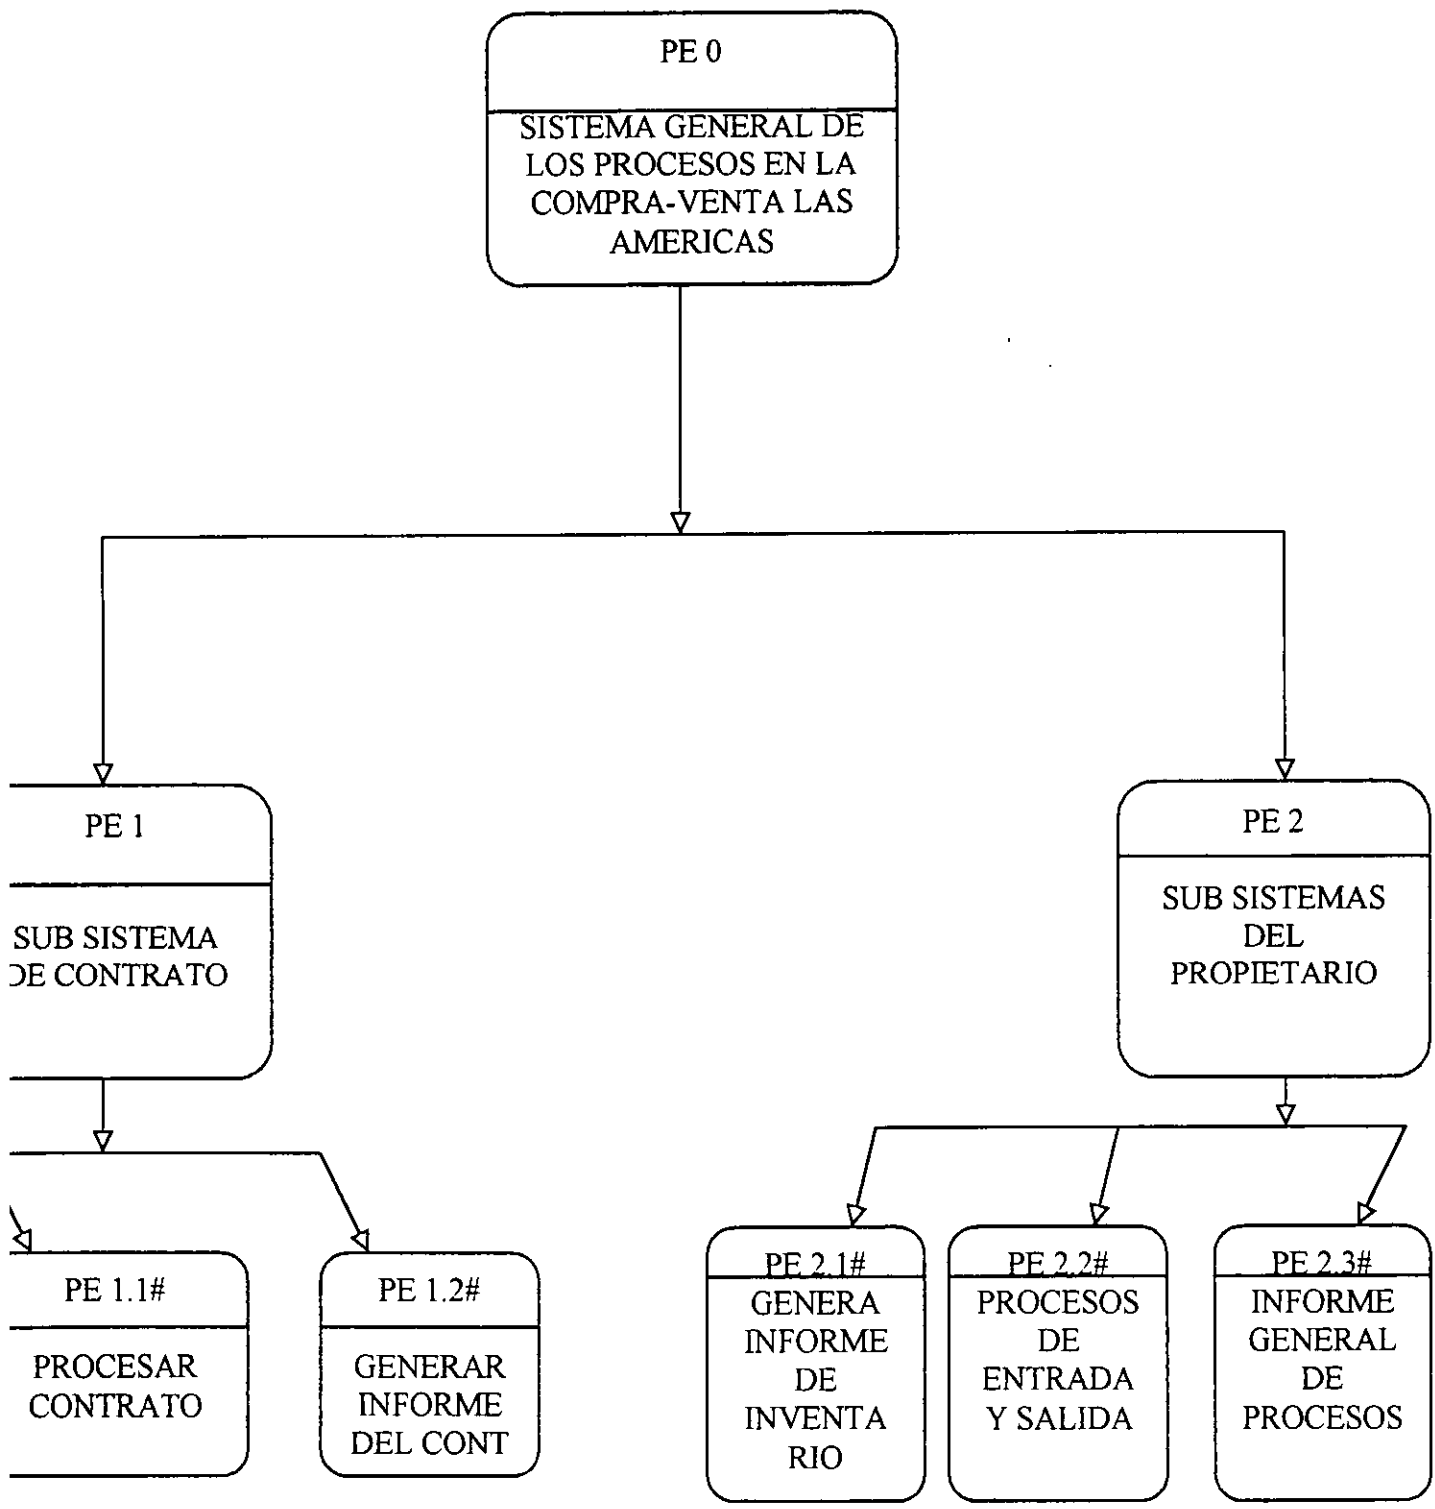 PE 0
SISTEMA GENERAL DE
LOS PROCESOS EN LA
COMPRA-VENTA LAS
AMERICAS
PE 1
SUB SISTEMA
DE CONTRATO
PE 2
SUB SISTEMAS
DEL
PROPIETARIO
PE 1.1#
PROCESAR
CONTRATO
PE 1.2#
GENERAR
INFORME
DEL CONT
PE 2.1#
GENERA
INFORME
DE
INVENTA
RIO
PE 2.2#
PROCESOS
DE
ENTRADA
Y SALIDA
PE 2.3#
INFORME
GENERAL
DE
PROCESOS